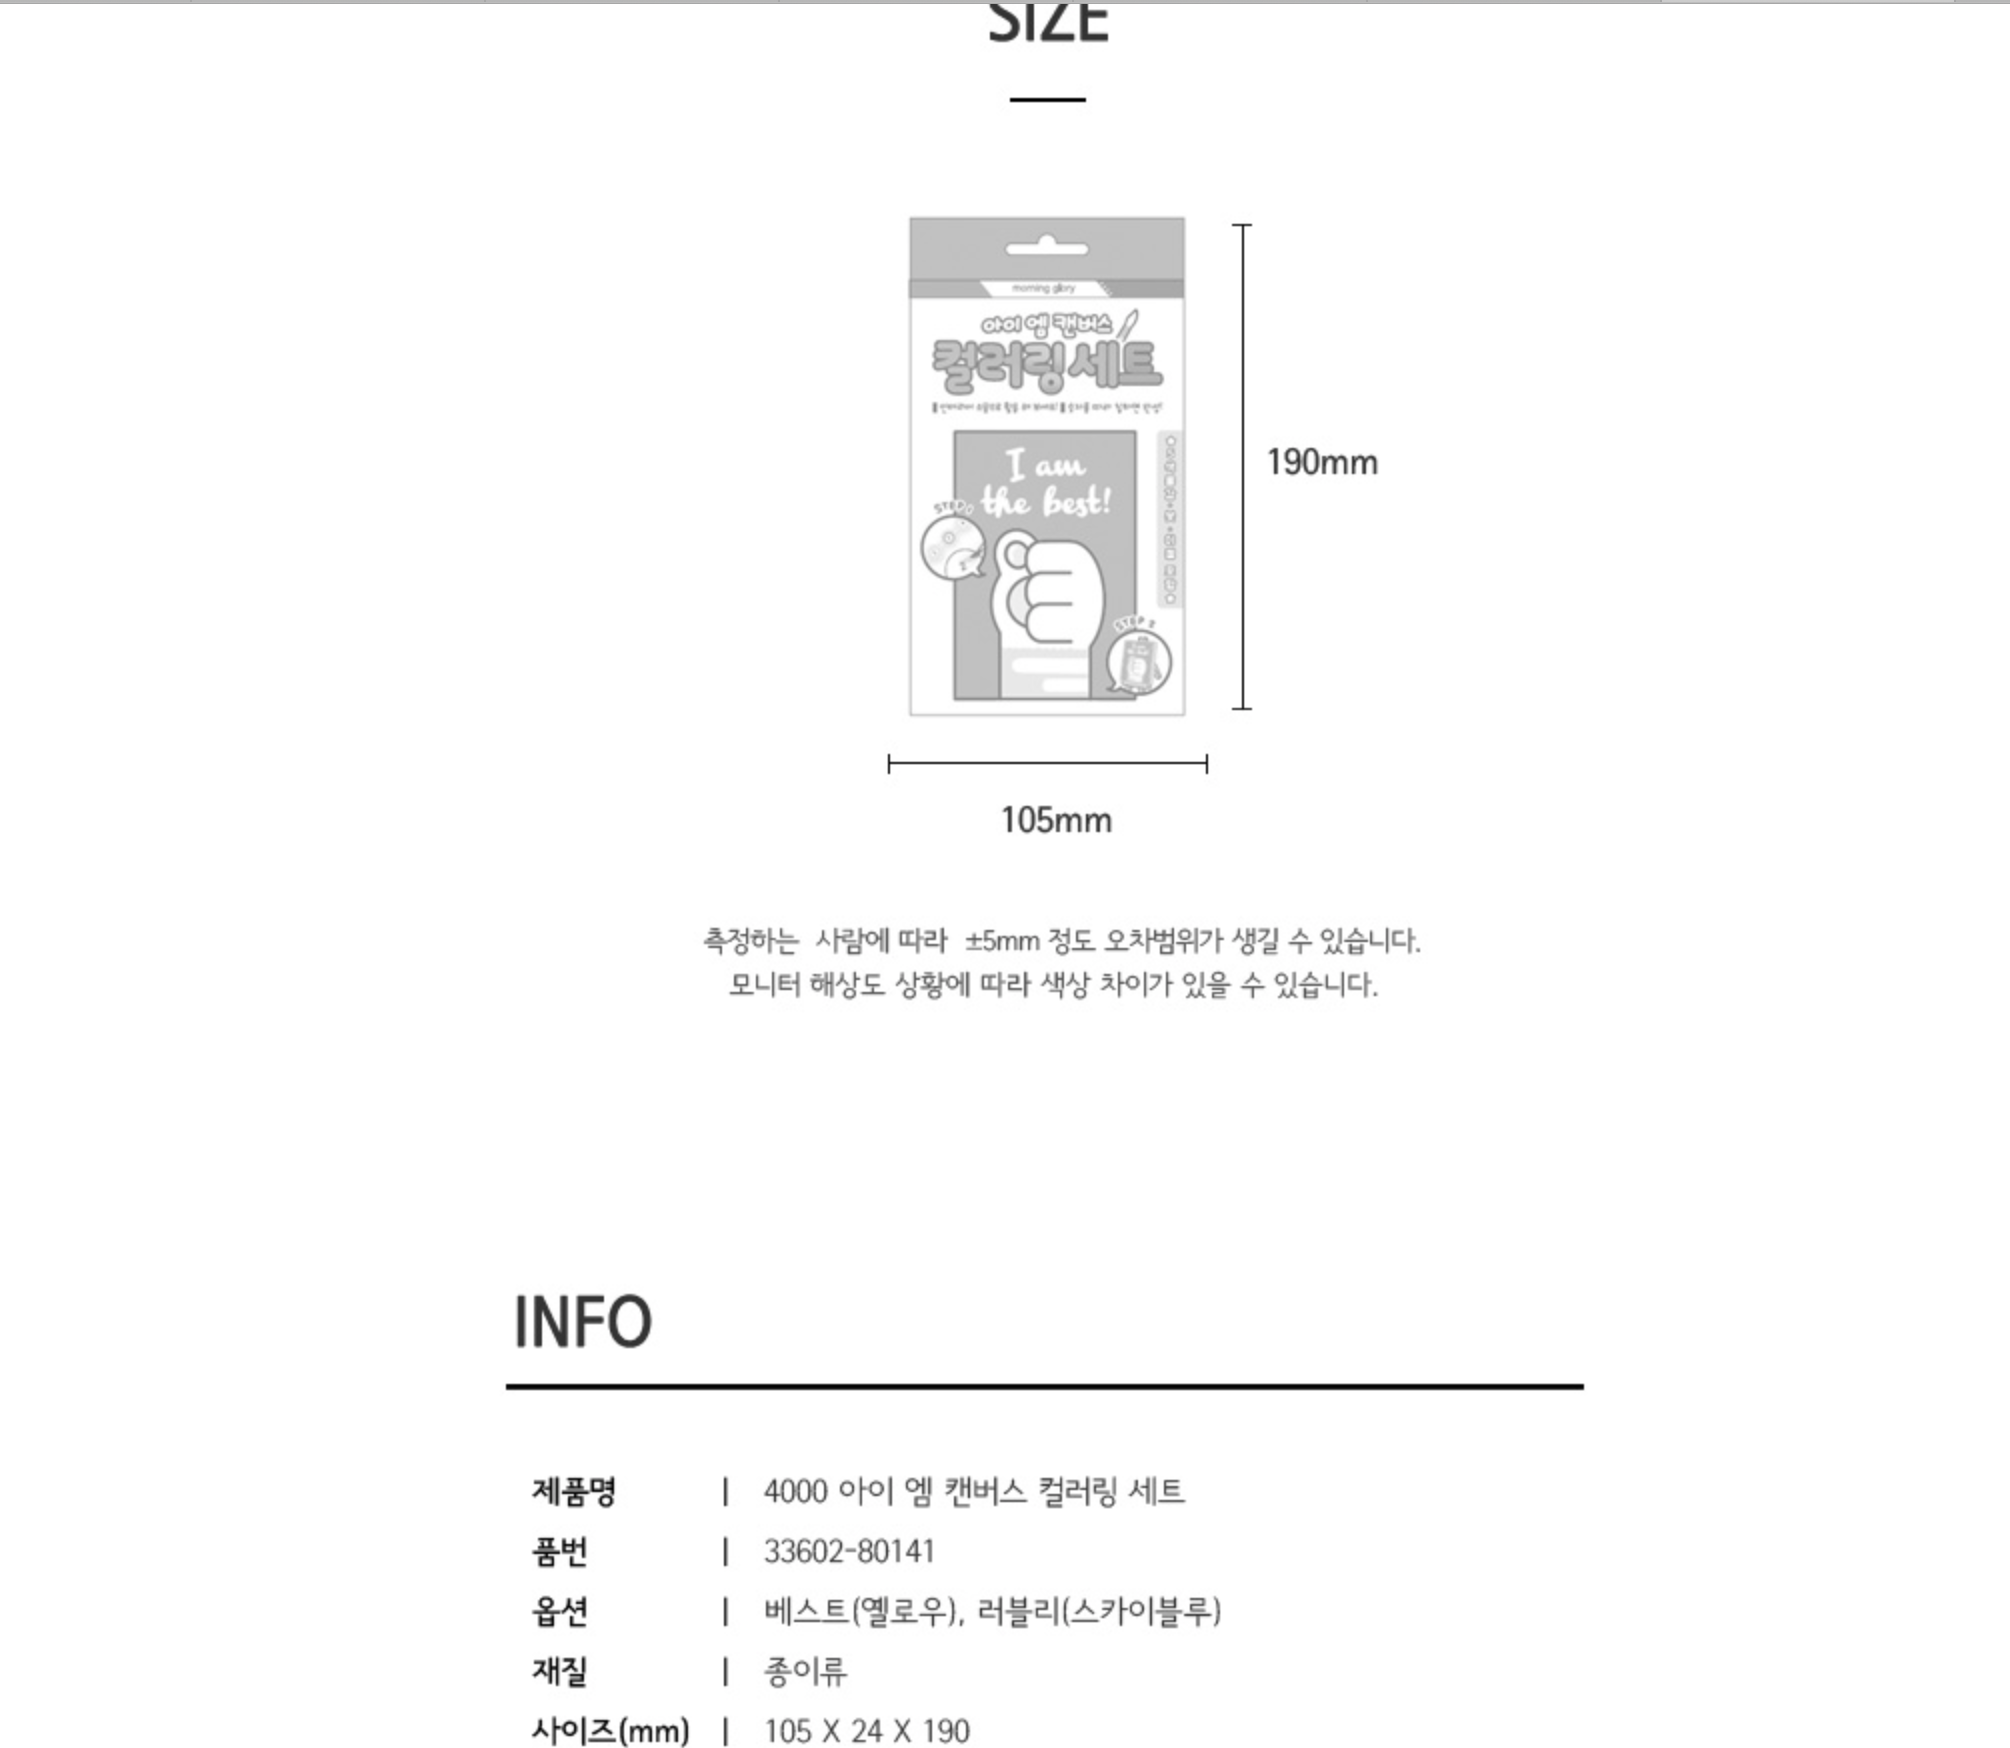 SIZE
morning glory
아이 엠 캔버스
컬러링 세트
I am
the best!
STEP
STEP 2
190mm
105mm
측정하는 사람에 따라 ±5mm 정도 오차범위가 생길 수 있습니다.
모니터 해상도 상황에 따라 색상 차이가 있을 수 있습니다.
INFO
제품명 | 4000 아이 엠 캔버스 컬러링 세트
품번 | 33602-80141
옵션 | 베스트(옐로우), 러블리(스카이블루)
재질 | 종이류
사이즈(mm) | 105 X 24 X 190